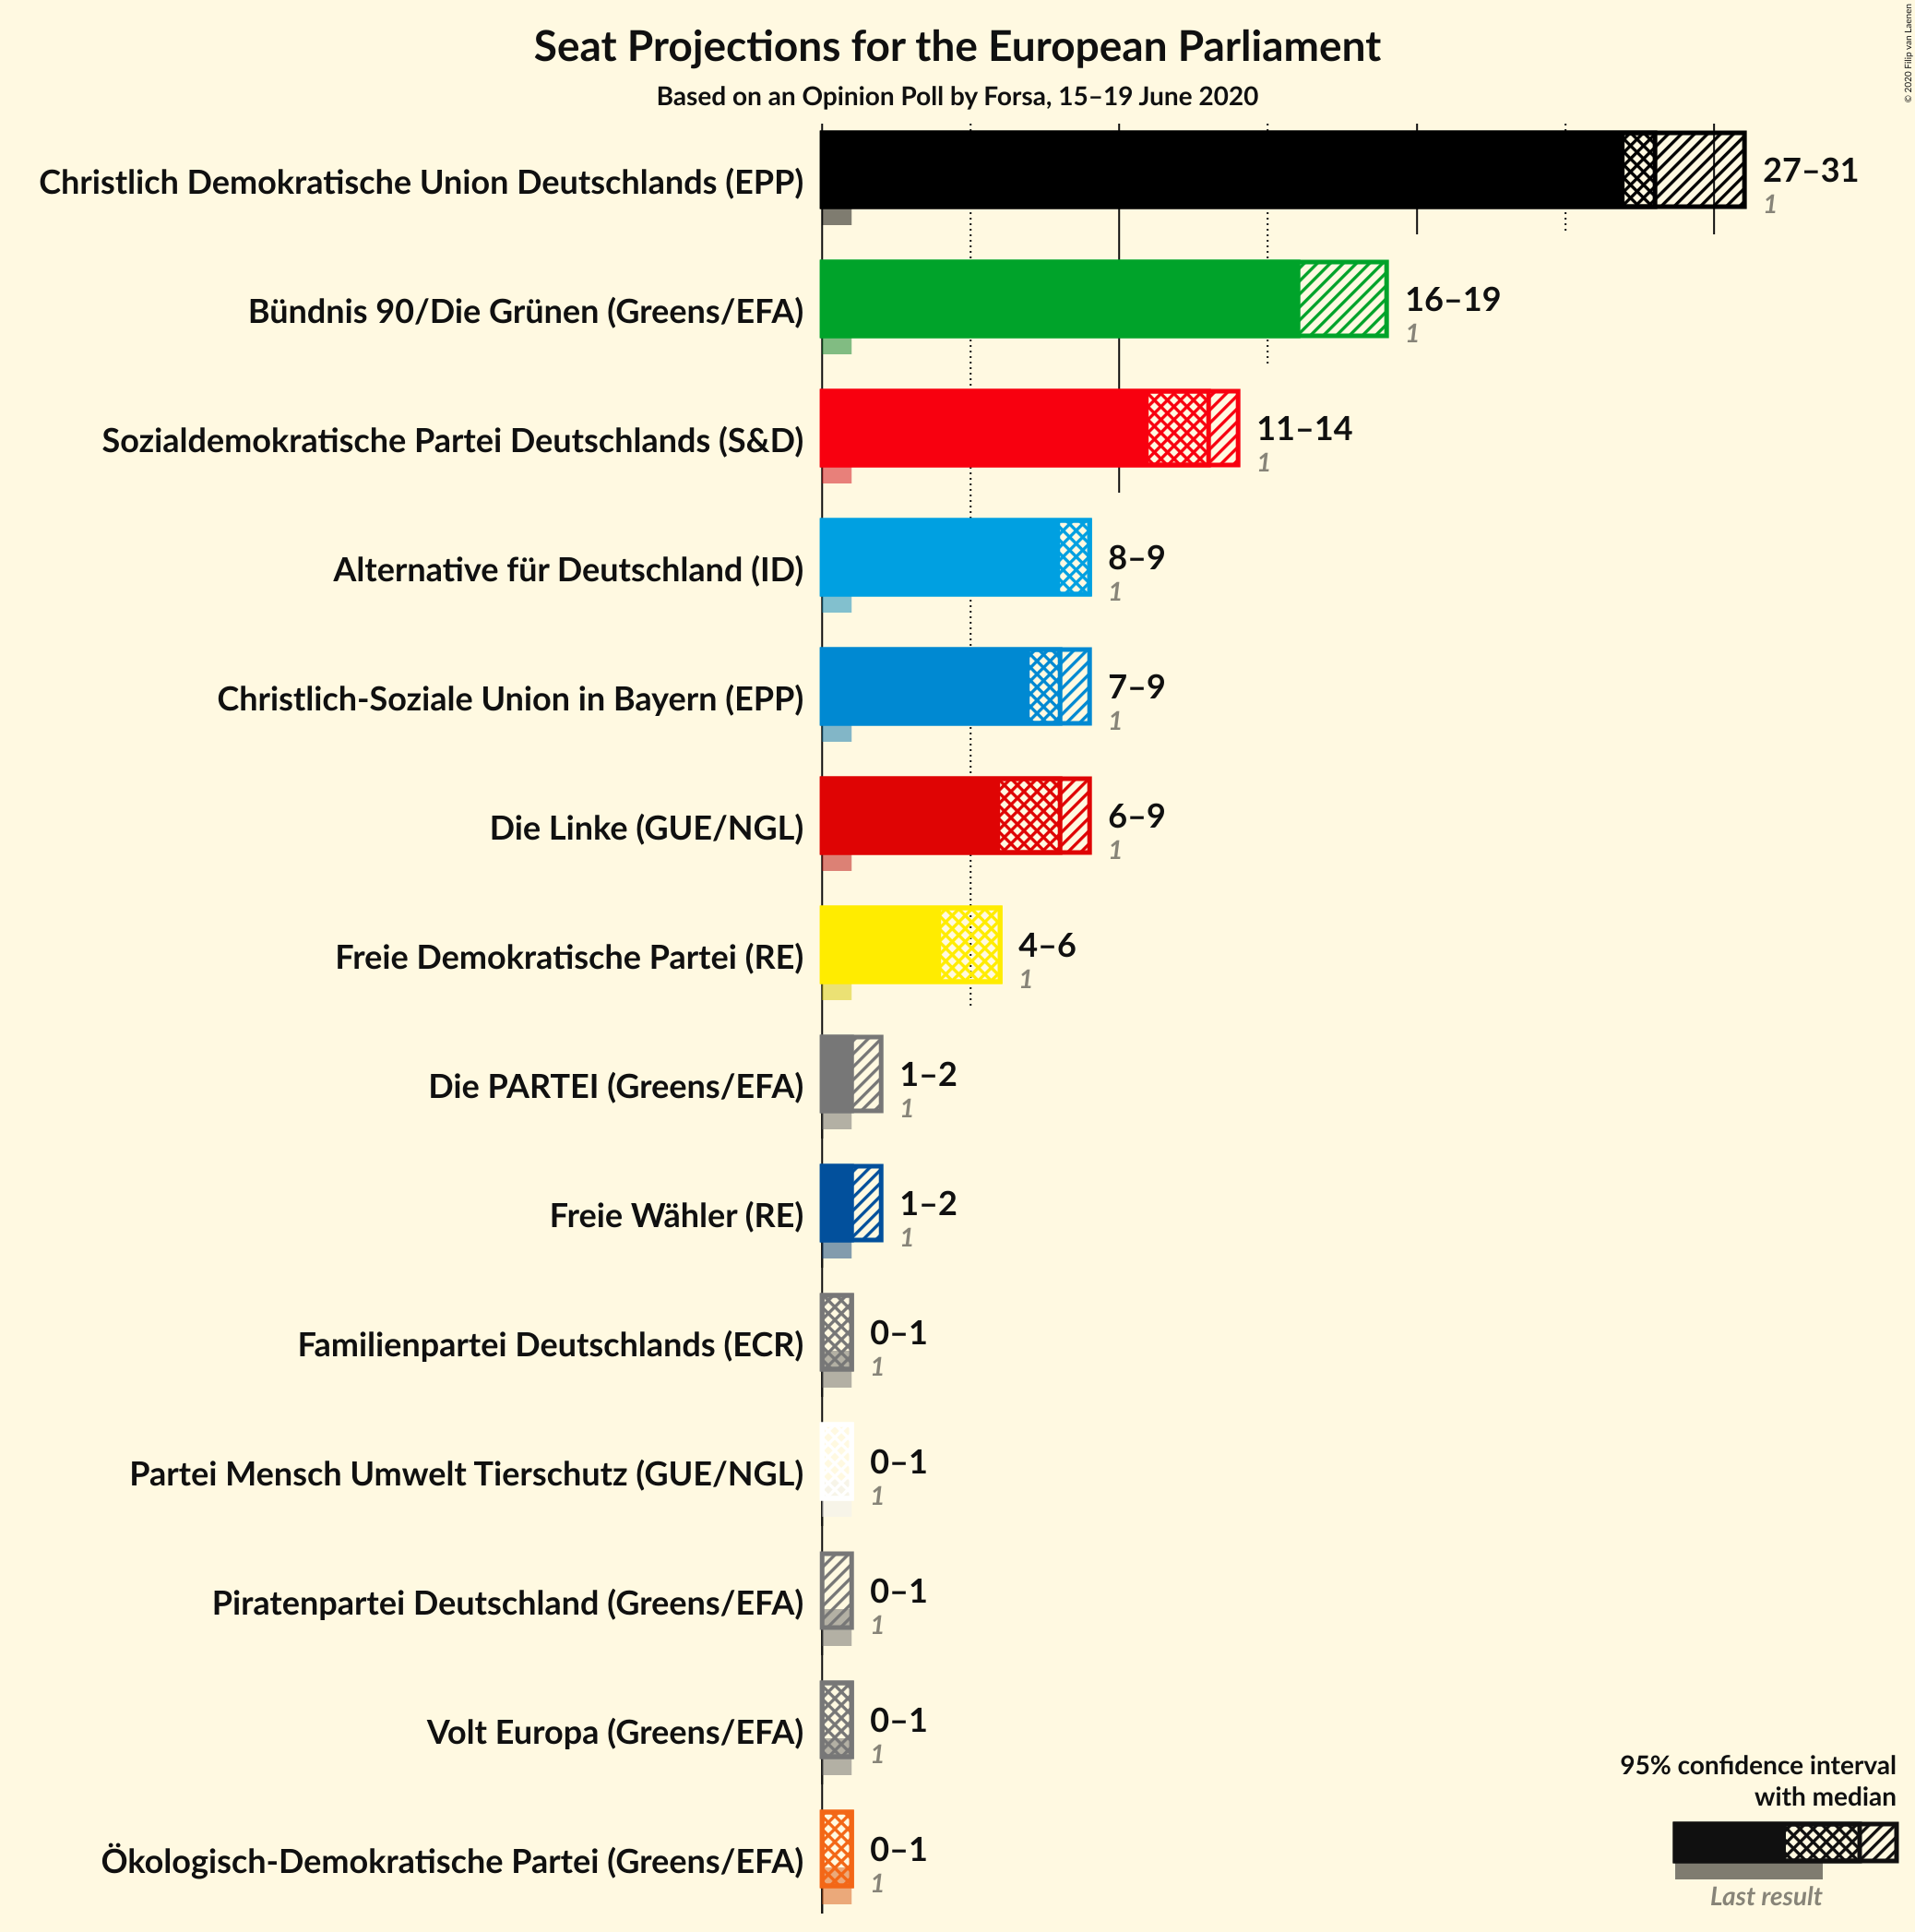 Seat Projections for the European Parliament
Based on an Opinion Poll by Forsa, 15–19 June 2020
© 2020 Filip van Laenen
Christlich Demokratische Union Deutschlands (EPP)
27–31
1
Bündnis 90/Die Grünen (Greens/EFA)
16–19
1
Sozialdemokratische Partei Deutschlands (S&D)
11–14
1
Alternative für Deutschland (ID)
8–9
1
Christlich-Soziale Union in Bayern (EPP)
7–9
1
Die Linke (GUE/NGL)
6–9
1
Freie Demokratische Partei (RE)
4–6
1
Die PARTEI (Greens/EFA)
1–2
1
Freie Wähler (RE)
1–2
1
Familienpartei Deutschlands (ECR)
0–1
1
Partei Mensch Umwelt Tierschutz (GUE/NGL)
0–1
1
Piratenpartei Deutschland (Greens/EFA)
0–1
1
Volt Europa (Greens/EFA)
0–1
1
Ökologisch-Demokratische Partei (Greens/EFA)
0–1
1
95% confidence interval
with median
Last result